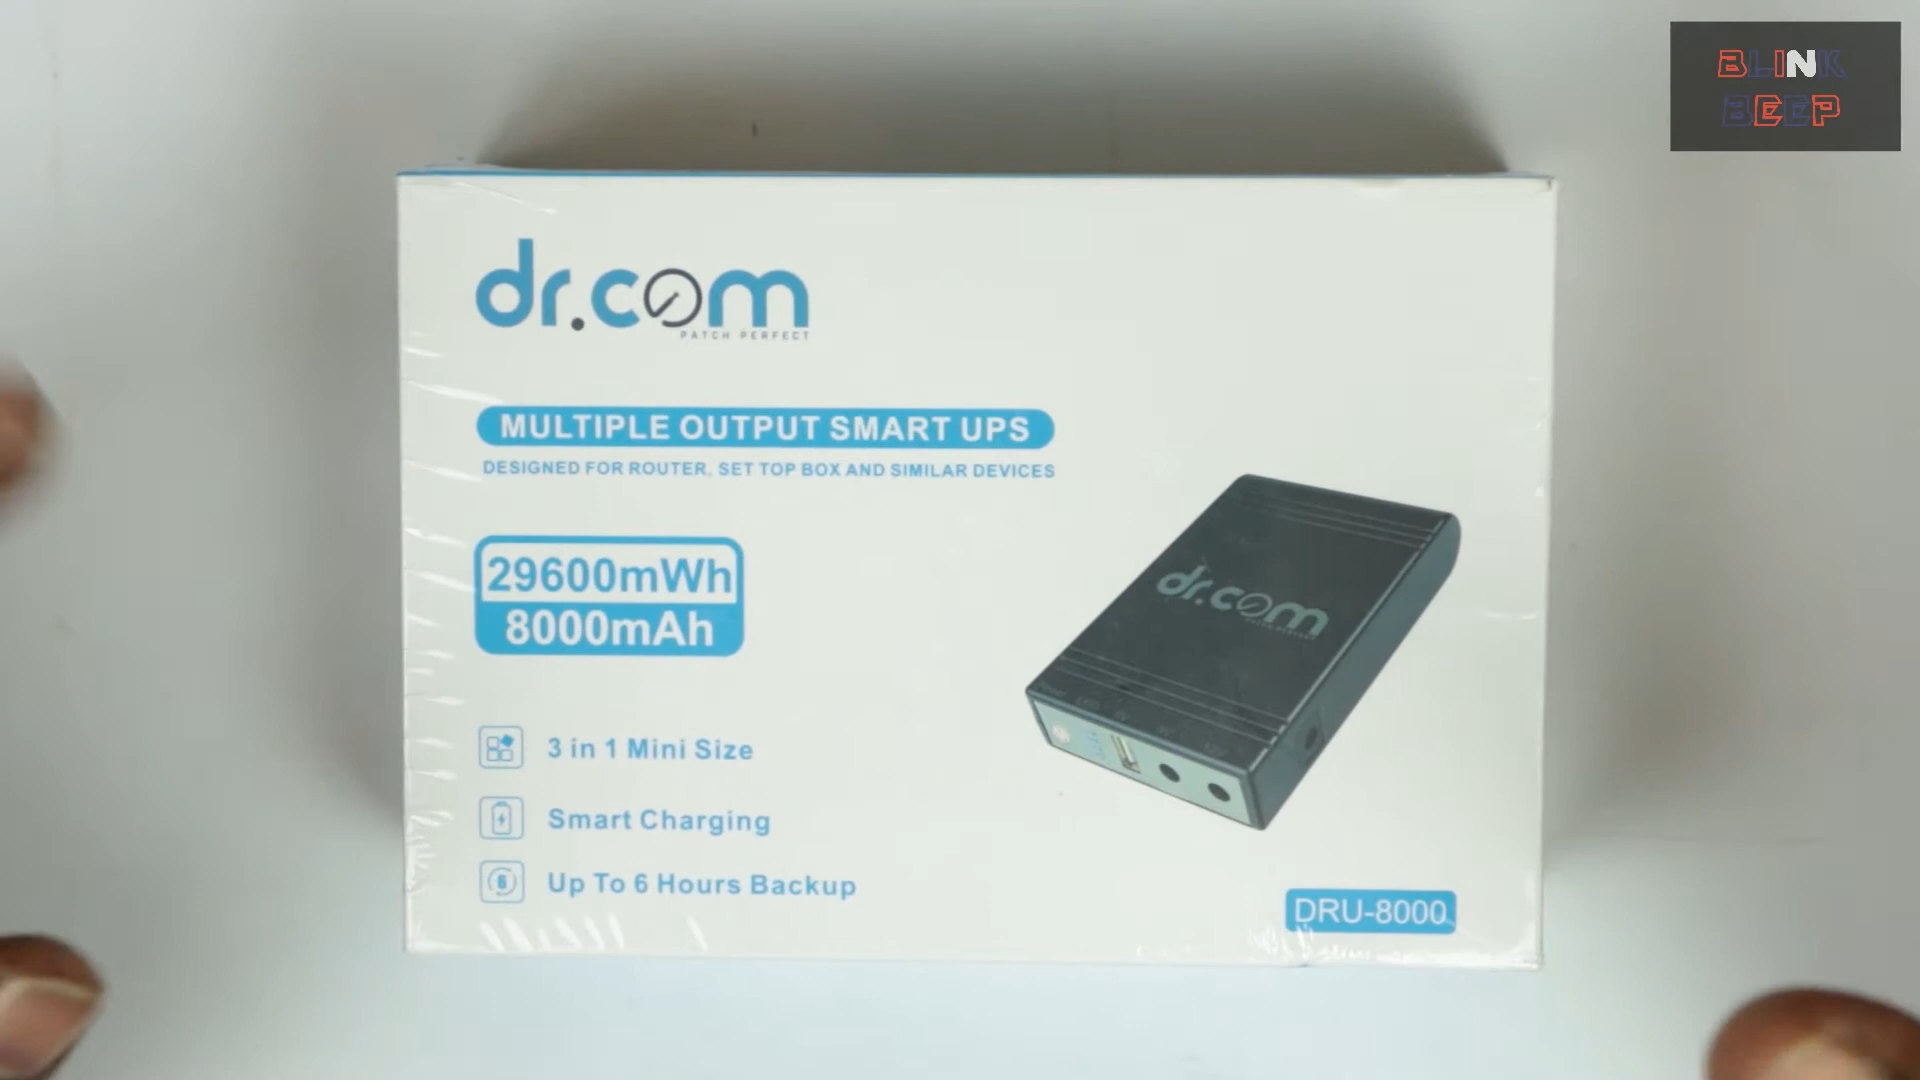 BLINK
BEEP
dr.com
PATCH PERFECT
MULTIPLE OUTPUT SMART UPS
DESIGNED FOR ROUTER, SET TOP BOX AND SIMILAR DEVICES
29600mWh
8000mAh
dr.com
3 in 1 Mini Size
Smart Charging
6
Up To 6 Hours Backup
DRU-8000